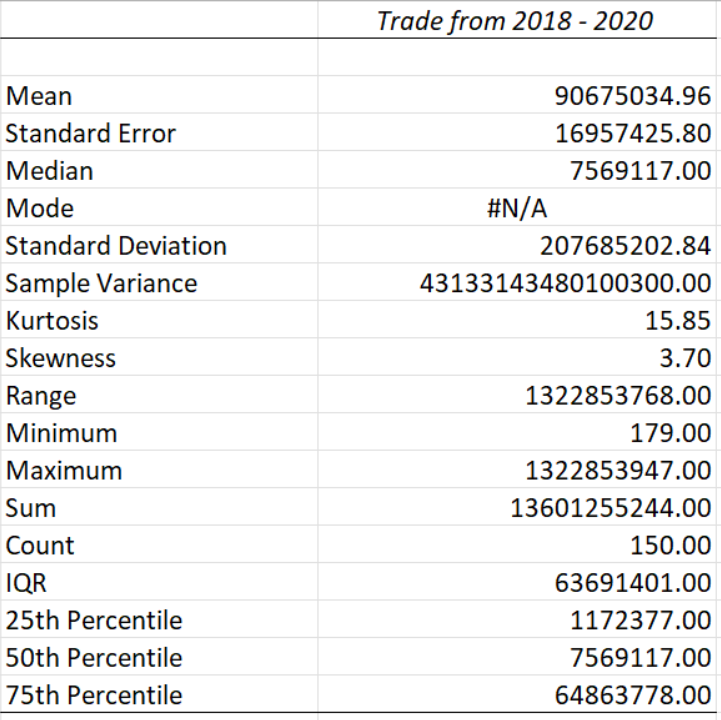 Trade from 2018 - 2020
Mean 90675034.96
Standard Error 16957425.80
Median 7569117.00
Mode #N/A
Standard Deviation 207685202.84
Sample Variance 43133143480100300.00
Kurtosis 15.85
Skewness 3.70
Range 1322853768.00
Minimum 179.00
Maximum 1322853947.00
Sum 13601255244.00
Count 150.00
IQR 63691401.00
25th Percentile 1172377.00
50th Percentile 7569117.00
75th Percentile 64863778.00